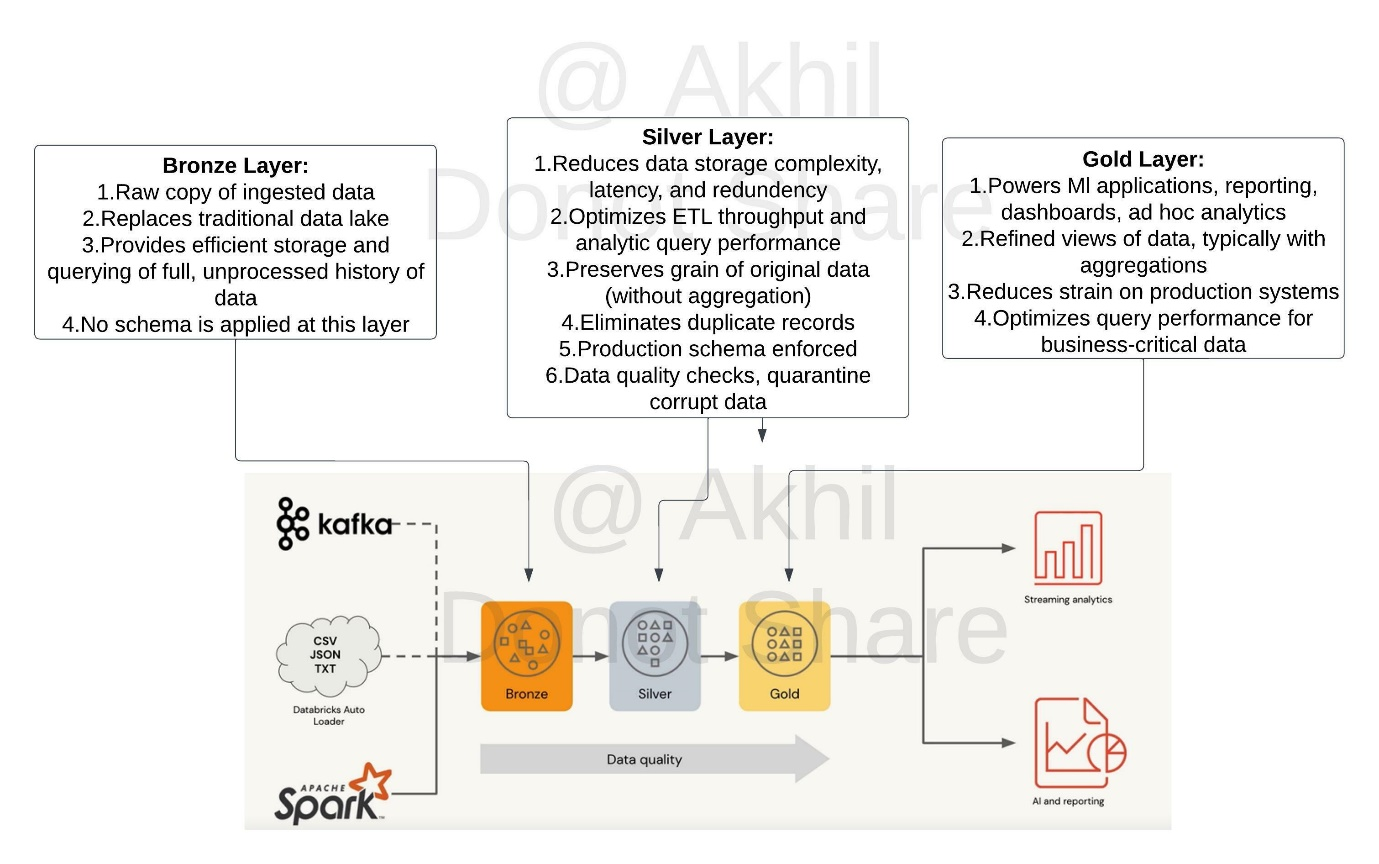 @ Akhil
Donot Share
Bronze Layer:
1.Raw copy of ingested data
2.Replaces traditional data lake
3.Provides efficient storage and
querying of full, unprocessed history of
data
4.No schema is applied at this layer
Silver Layer:
1.Reduces data storage complexity,
latency, and redundency
2.Optimizes ETL throughput and
analytic query performance
3.Preserves grain of original data
(without aggregation)
4.Eliminates duplicate records
5.Production schema enforced
6.Data quality checks, quarantine
corrupt data
Gold Layer:
1.Powers Ml applications, reporting,
dashboards, ad hoc analytics
2.Refined views of data, typically with
aggregations
3.Reduces strain on production systems
4.Optimizes query performance for
business-critical data
@ Akhil
Donot Share
kafka
CSV
JSON
TXT
Databricks Auto
Loader
APACHE
Spark™
Bronze
Silver
Gold
Data quality
Streaming analytics
AI and reporting